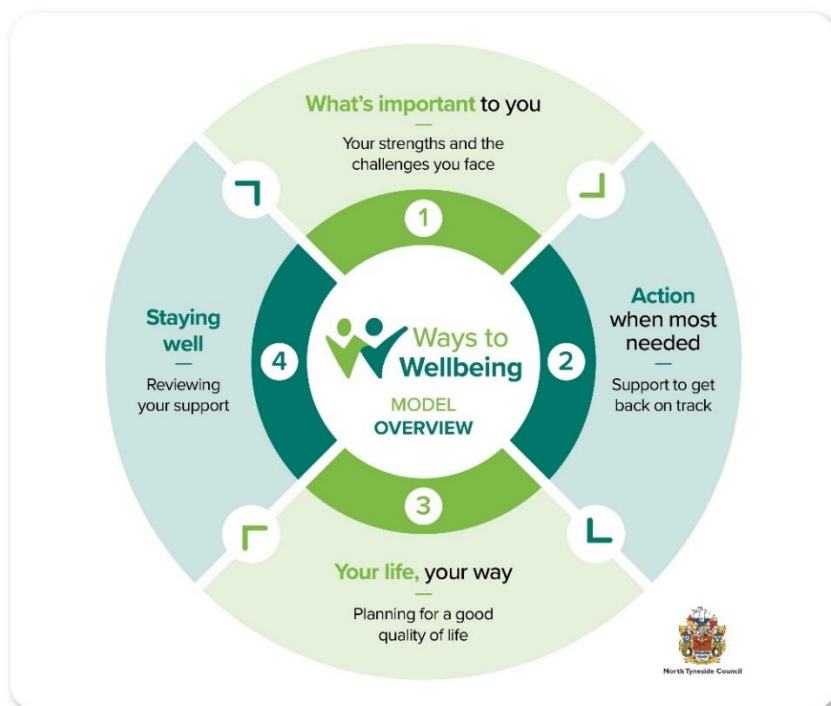 What's important to you
Your strengths and the
challenges you face
1
Action
when most
needed
Support to get
back on track
2
3
Your life, your way
Planning for a good
quality of life
Staying
well
Reviewing
your support
4
Ways to
Wellbeing
MODEL
OVERVIEW
North Tyneside Council